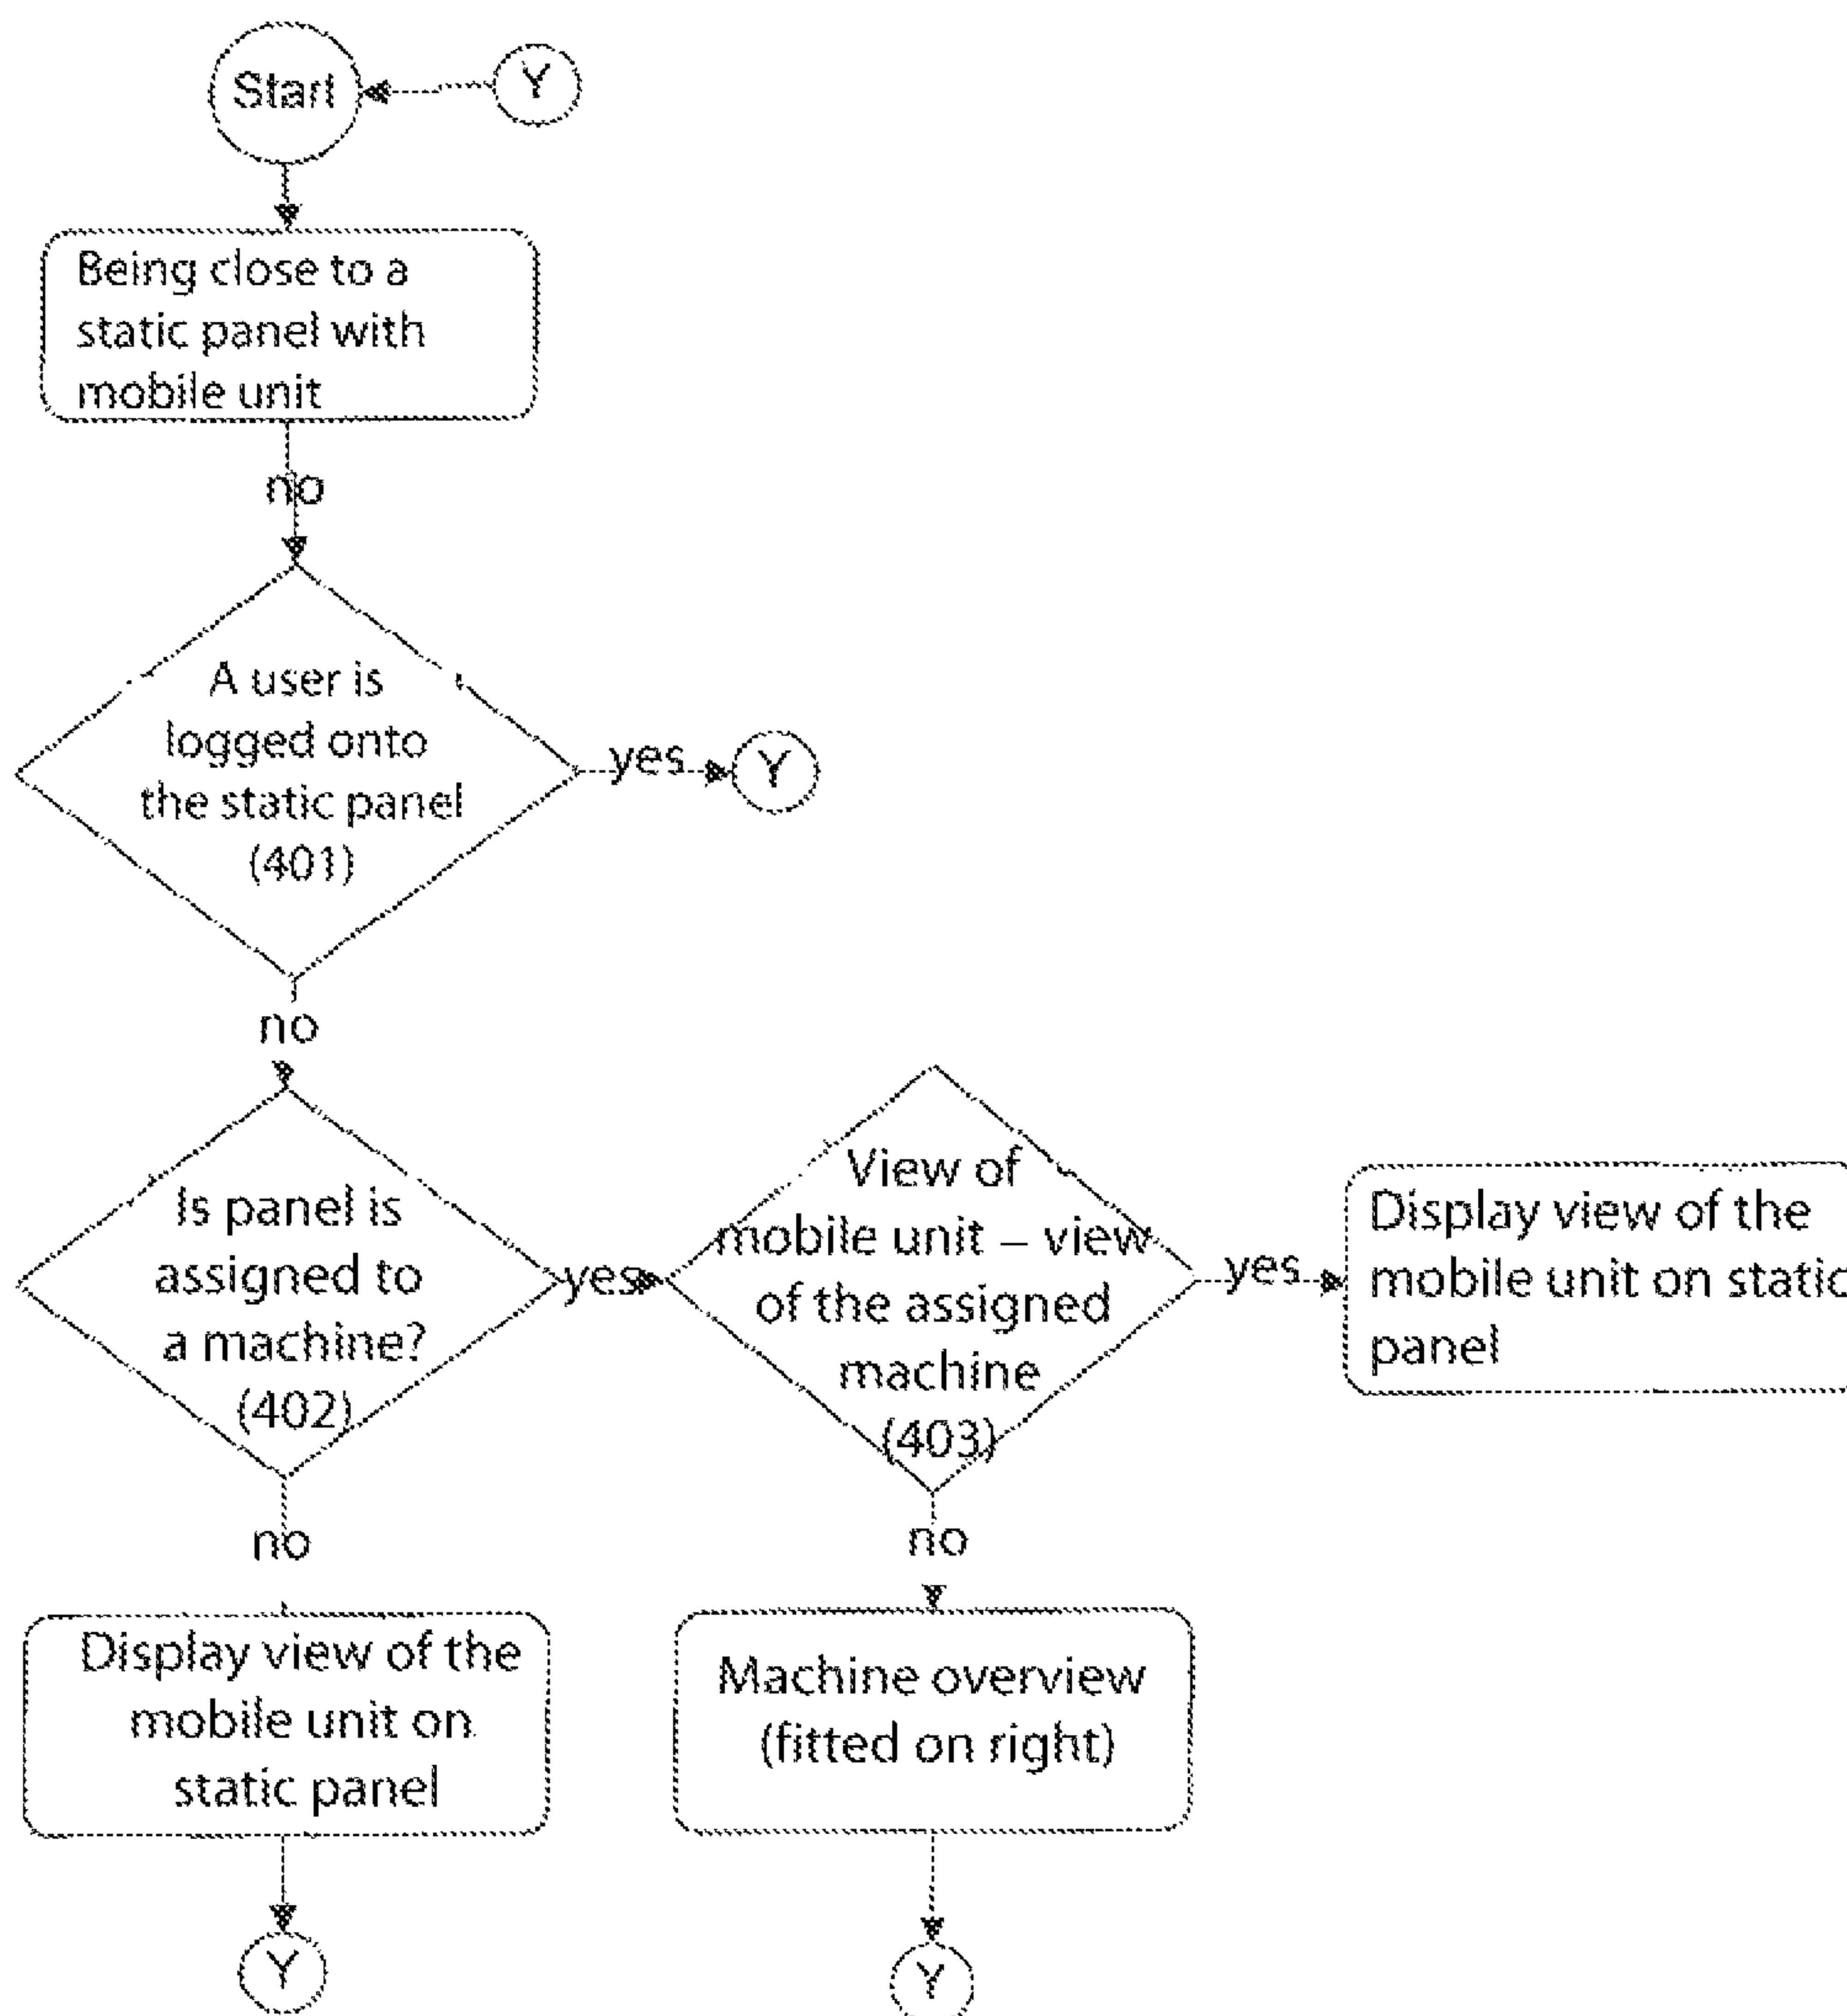 Start
Y
Being close to a
static panel with
mobile unit
no
A user is
logged onto
the static panel
(401)
yes
Y
no
Is panel is
assigned to
a machine?
(402)
yes
View of
mobile unit – view
of the assigned
machine
(403)
yes
Display view of the
mobile unit on static
panel
no
no
Display view of the
mobile unit on
static panel
Machine overview
(fitted on right)
Y
Y